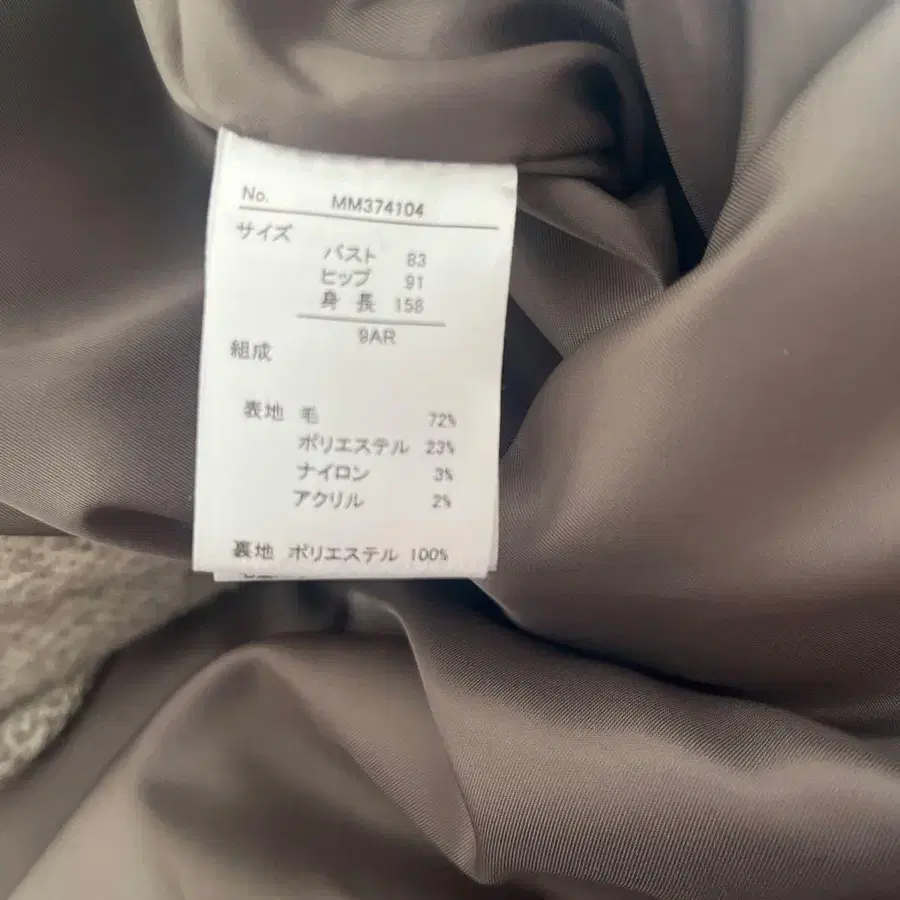 No. MM374104
サイズ
バスト 83
ヒップ 91
身長 158
9AR
組成
表地 毛 72%
ポリエステル 23%
ナイロン 3%
アクリル 2%
裏地 ポリエステル 100%